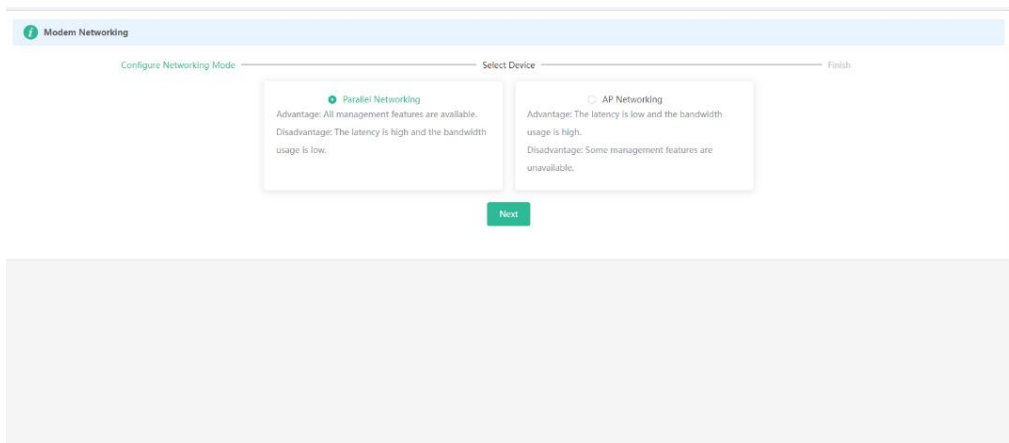 Modem Networking
Configure Networking Mode
Select Device
Finish
Parallel Networking
Advantage: All management features are available.
Disadvantage: The latency is high and the bandwidth
usage is low.
AP Networking
Advantage: The latency is low and the bandwidth
usage is high.
Disadvantage: Some management features are
unavailable.
Next